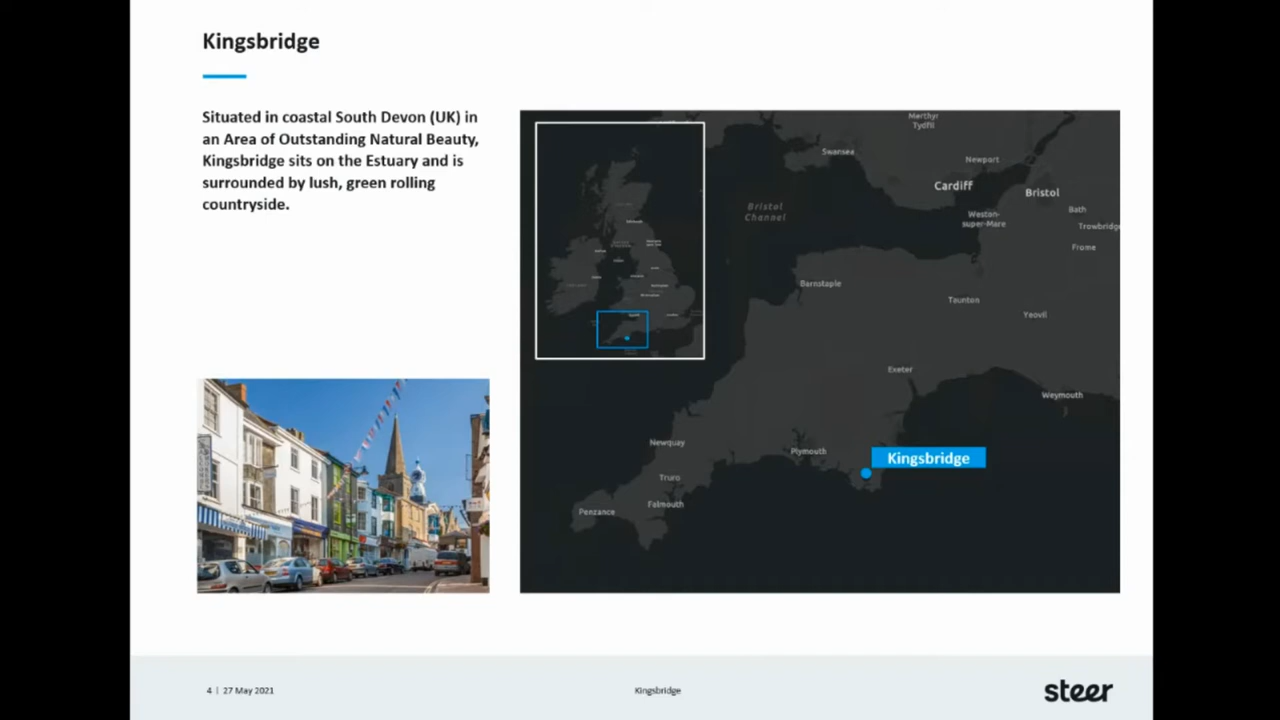 Kingsbridge
Situated in coastal South Devon (UK) in
an Area of Outstanding Natural Beauty,
Kingsbridge sits on the Estuary and is
surrounded by lush, green rolling
countryside.
Merthyr
Tydfil
Swansea
Newport
Cardiff
Bristol
Bristol
Channel
Weston-
super-Mare
Bath
Trowbridge
Frome
Barnstaple
Taunton
Yeovil
Exeter
Weymouth
Newquay
Plymouth
Kingsbridge
Truro
Falmouth
Penzance
4 | 27 May 2021
Kingsbridge
steer